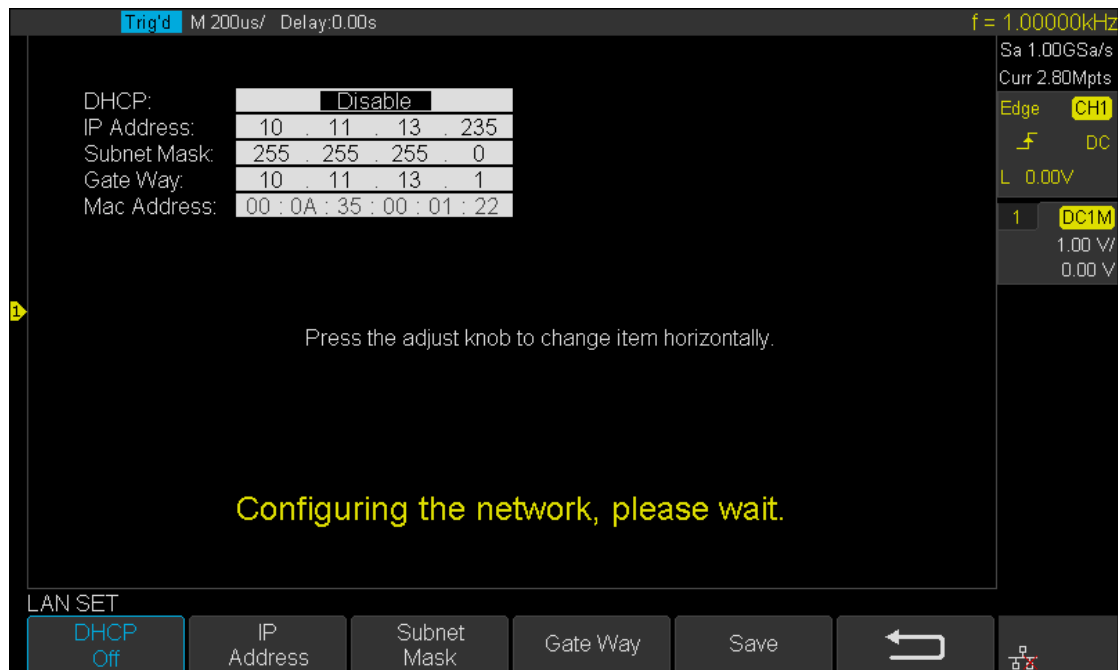 Trig'd M 200us/ Delay:0.00s f = 1.00000kHz
Sa 1.00GSa/s
Curr 2.80Mpts
Edge CH1
DC
L 0.00V
1 DC1M
1.00 V/
0.00 V
DHCP: Disable
IP Address: 10 . 11 . 13 . 235
Subnet Mask: 255 . 255 . 255 . 0
Gate Way: 10 . 11 . 13 . 1
Mac Address: 00 : 0A : 35 : 00 : 01 : 22
1
Press the adjust knob to change item horizontally.
Configuring the network, please wait.
LAN SET
DHCP
Off
IP
Address
Subnet
Mask
Gate Way
Save